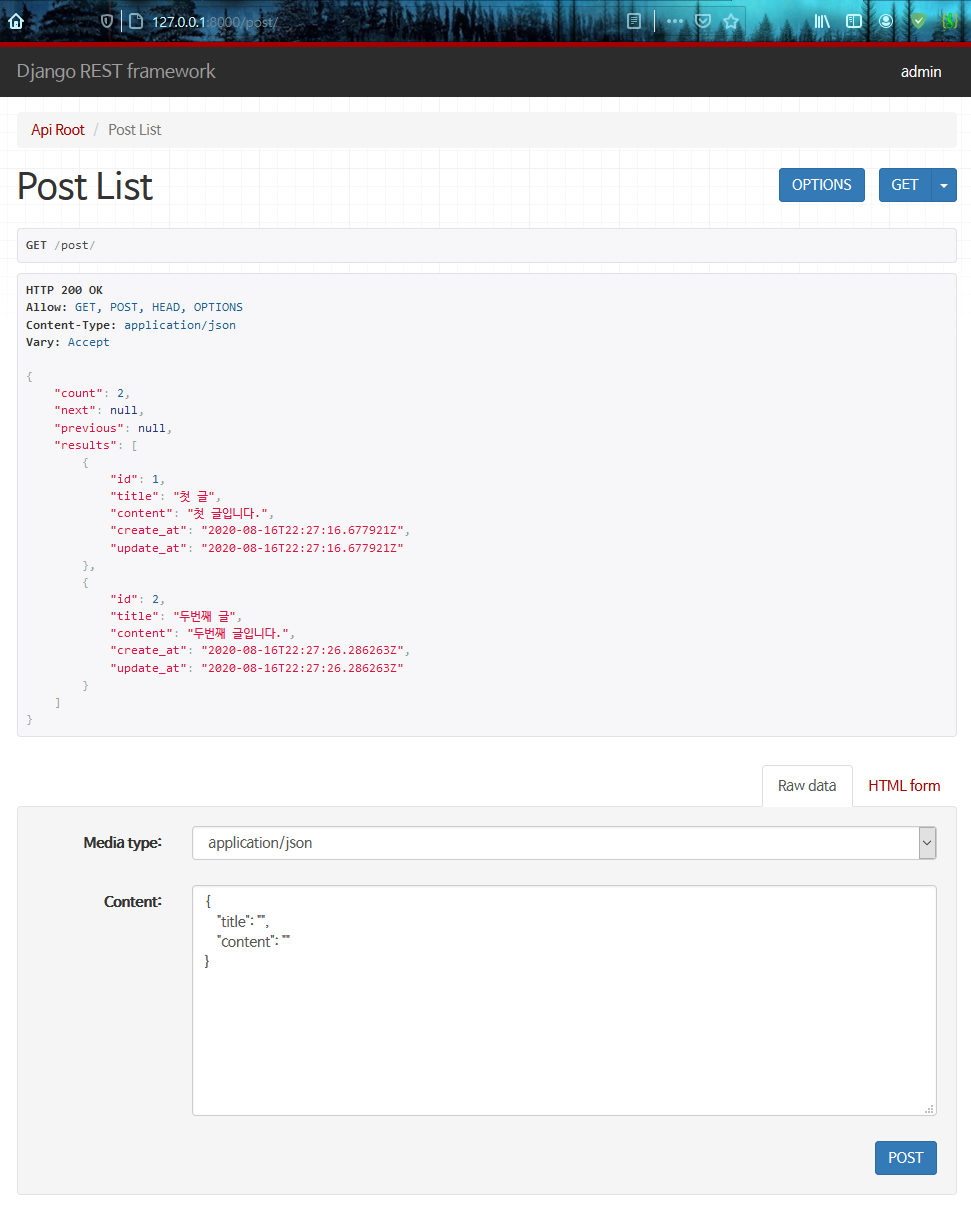 127.0.0.1:8000/post/
Django REST framework
admin
Api Root / Post List
Post List
OPTIONS
GET
GET /post/
HTTP 200 OK
Allow: GET, POST, HEAD, OPTIONS
Content-Type: application/json
Vary: Accept
{
    "count": 2,
    "next": null,
    "previous": null,
    "results": [
        {
            "id": 1,
            "title": "첫 글",
            "content": "첫 글입니다.",
            "create_at": "2020-08-16T22:27:16.677921Z",
            "update_at": "2020-08-16T22:27:16.677921Z"
        },
        {
            "id": 2,
            "title": "두번째 글",
            "content": "두번째 글입니다.",
            "create_at": "2020-08-16T22:27:26.286263Z",
            "update_at": "2020-08-16T22:27:26.286263Z"
        }
    ]
}
Raw data
HTML form
Media type:
application/json
Content:
{
    "title": "",
    "content": ""
}
POST